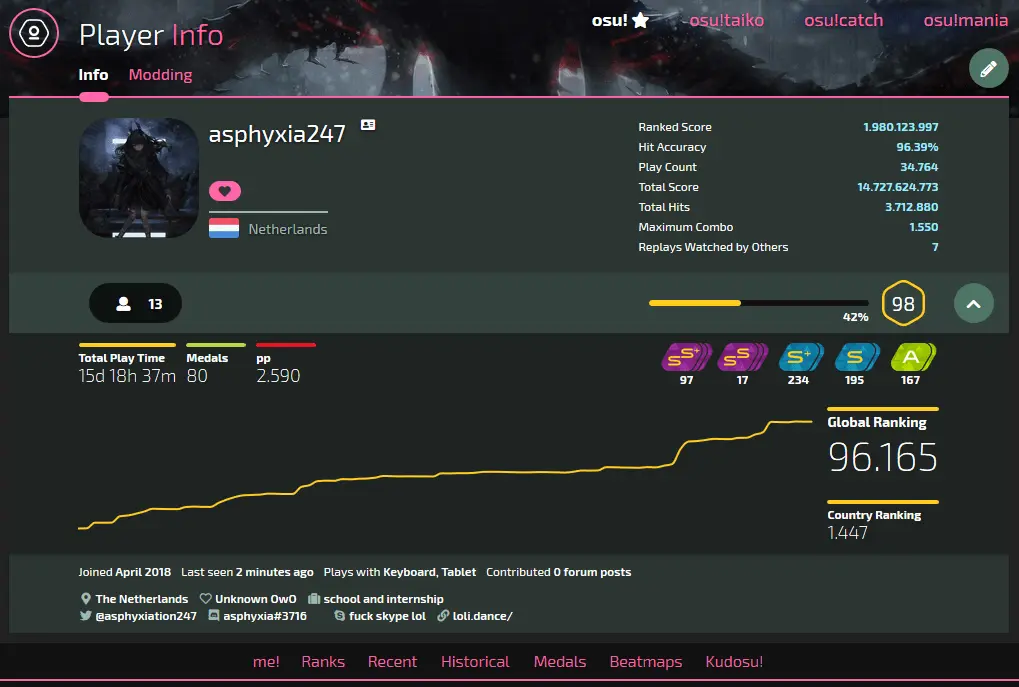 osu! osu!taiko osu!catch osu!mania
Player Info
Info Modding
asphyxia247
Netherlands
Ranked Score 1.980.123.997
Hit Accuracy 96.39%
Play Count 34.764
Total Score 14.727.624.773
Total Hits 3.712.880
Maximum Combo 1.550
Replays Watched by Others 7
13
42%
98
Total Play Time Medals pp
15d 18h 37m 80 2.590
SS+ SS S+ S A
97 17 234 195 167
Global Ranking
96.165
Country Ranking
1.447
Joined April 2018 Last seen 2 minutes ago Plays with Keyboard, Tablet Contributed 0 forum posts
The Netherlands Unknown OwO school and internship
@asphyxiation247 asphyxia#3716 fuck skype lol loli.dance/
me! Ranks Recent Historical Medals Beatmaps Kudosu!